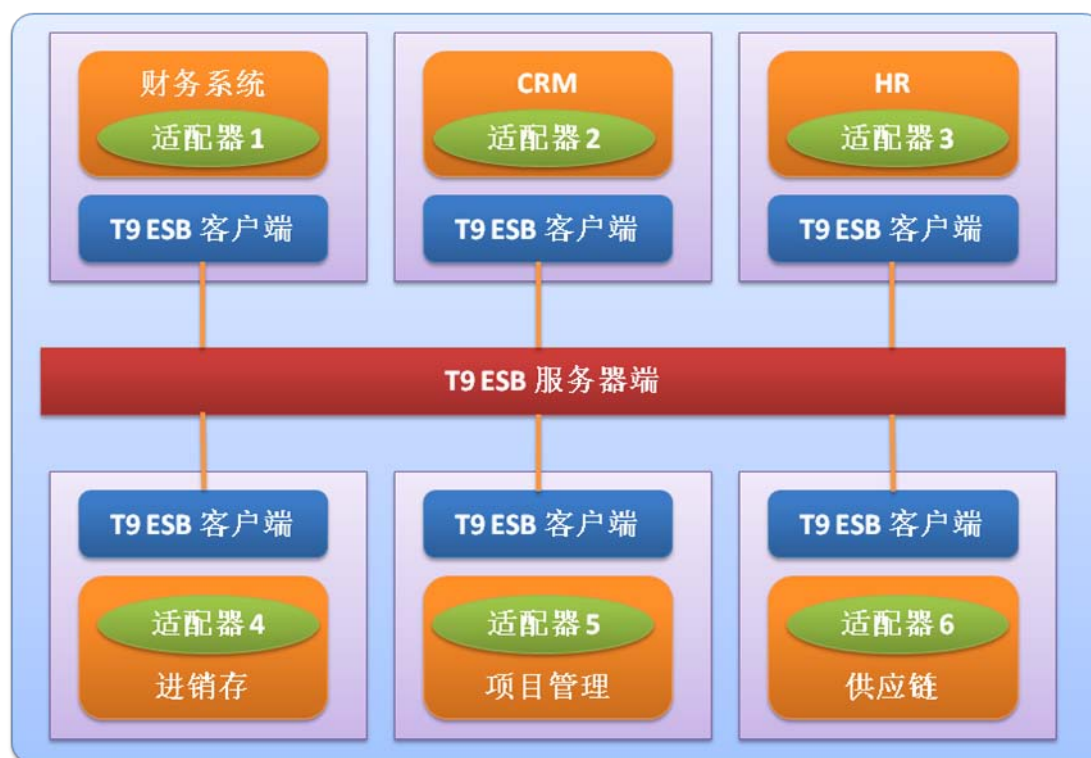 财务系统
适配器1
T9 ESB 客户端
CRM
适配器2
T9 ESB 客户端
HR
适配器3
T9 ESB 客户端
T9 ESB 服务器端
T9 ESB 客户端
适配器4
进销存
T9 ESB 客户端
适配器5
项目管理
T9 ESB 客户端
适配器6
供应链